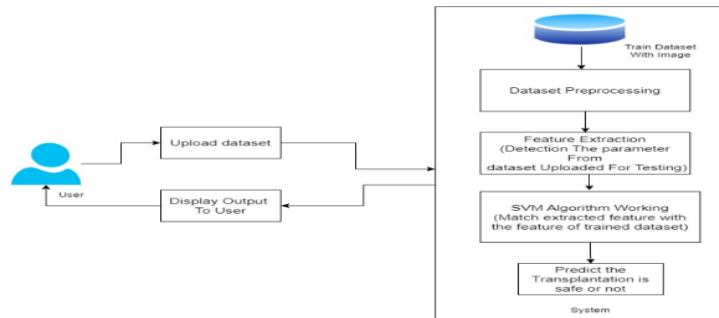 Train Dataset
With Image
Dataset Preprocessing
Feature Extraction
(Detection The parameter
From
dataset Uploaded For Testing)
SVM Algorithm Working
(Match extracted feature with
the feature of trained dataset)
Predict the
Transplantation is
safe or not
System
Upload dataset
Display Output
To User
User